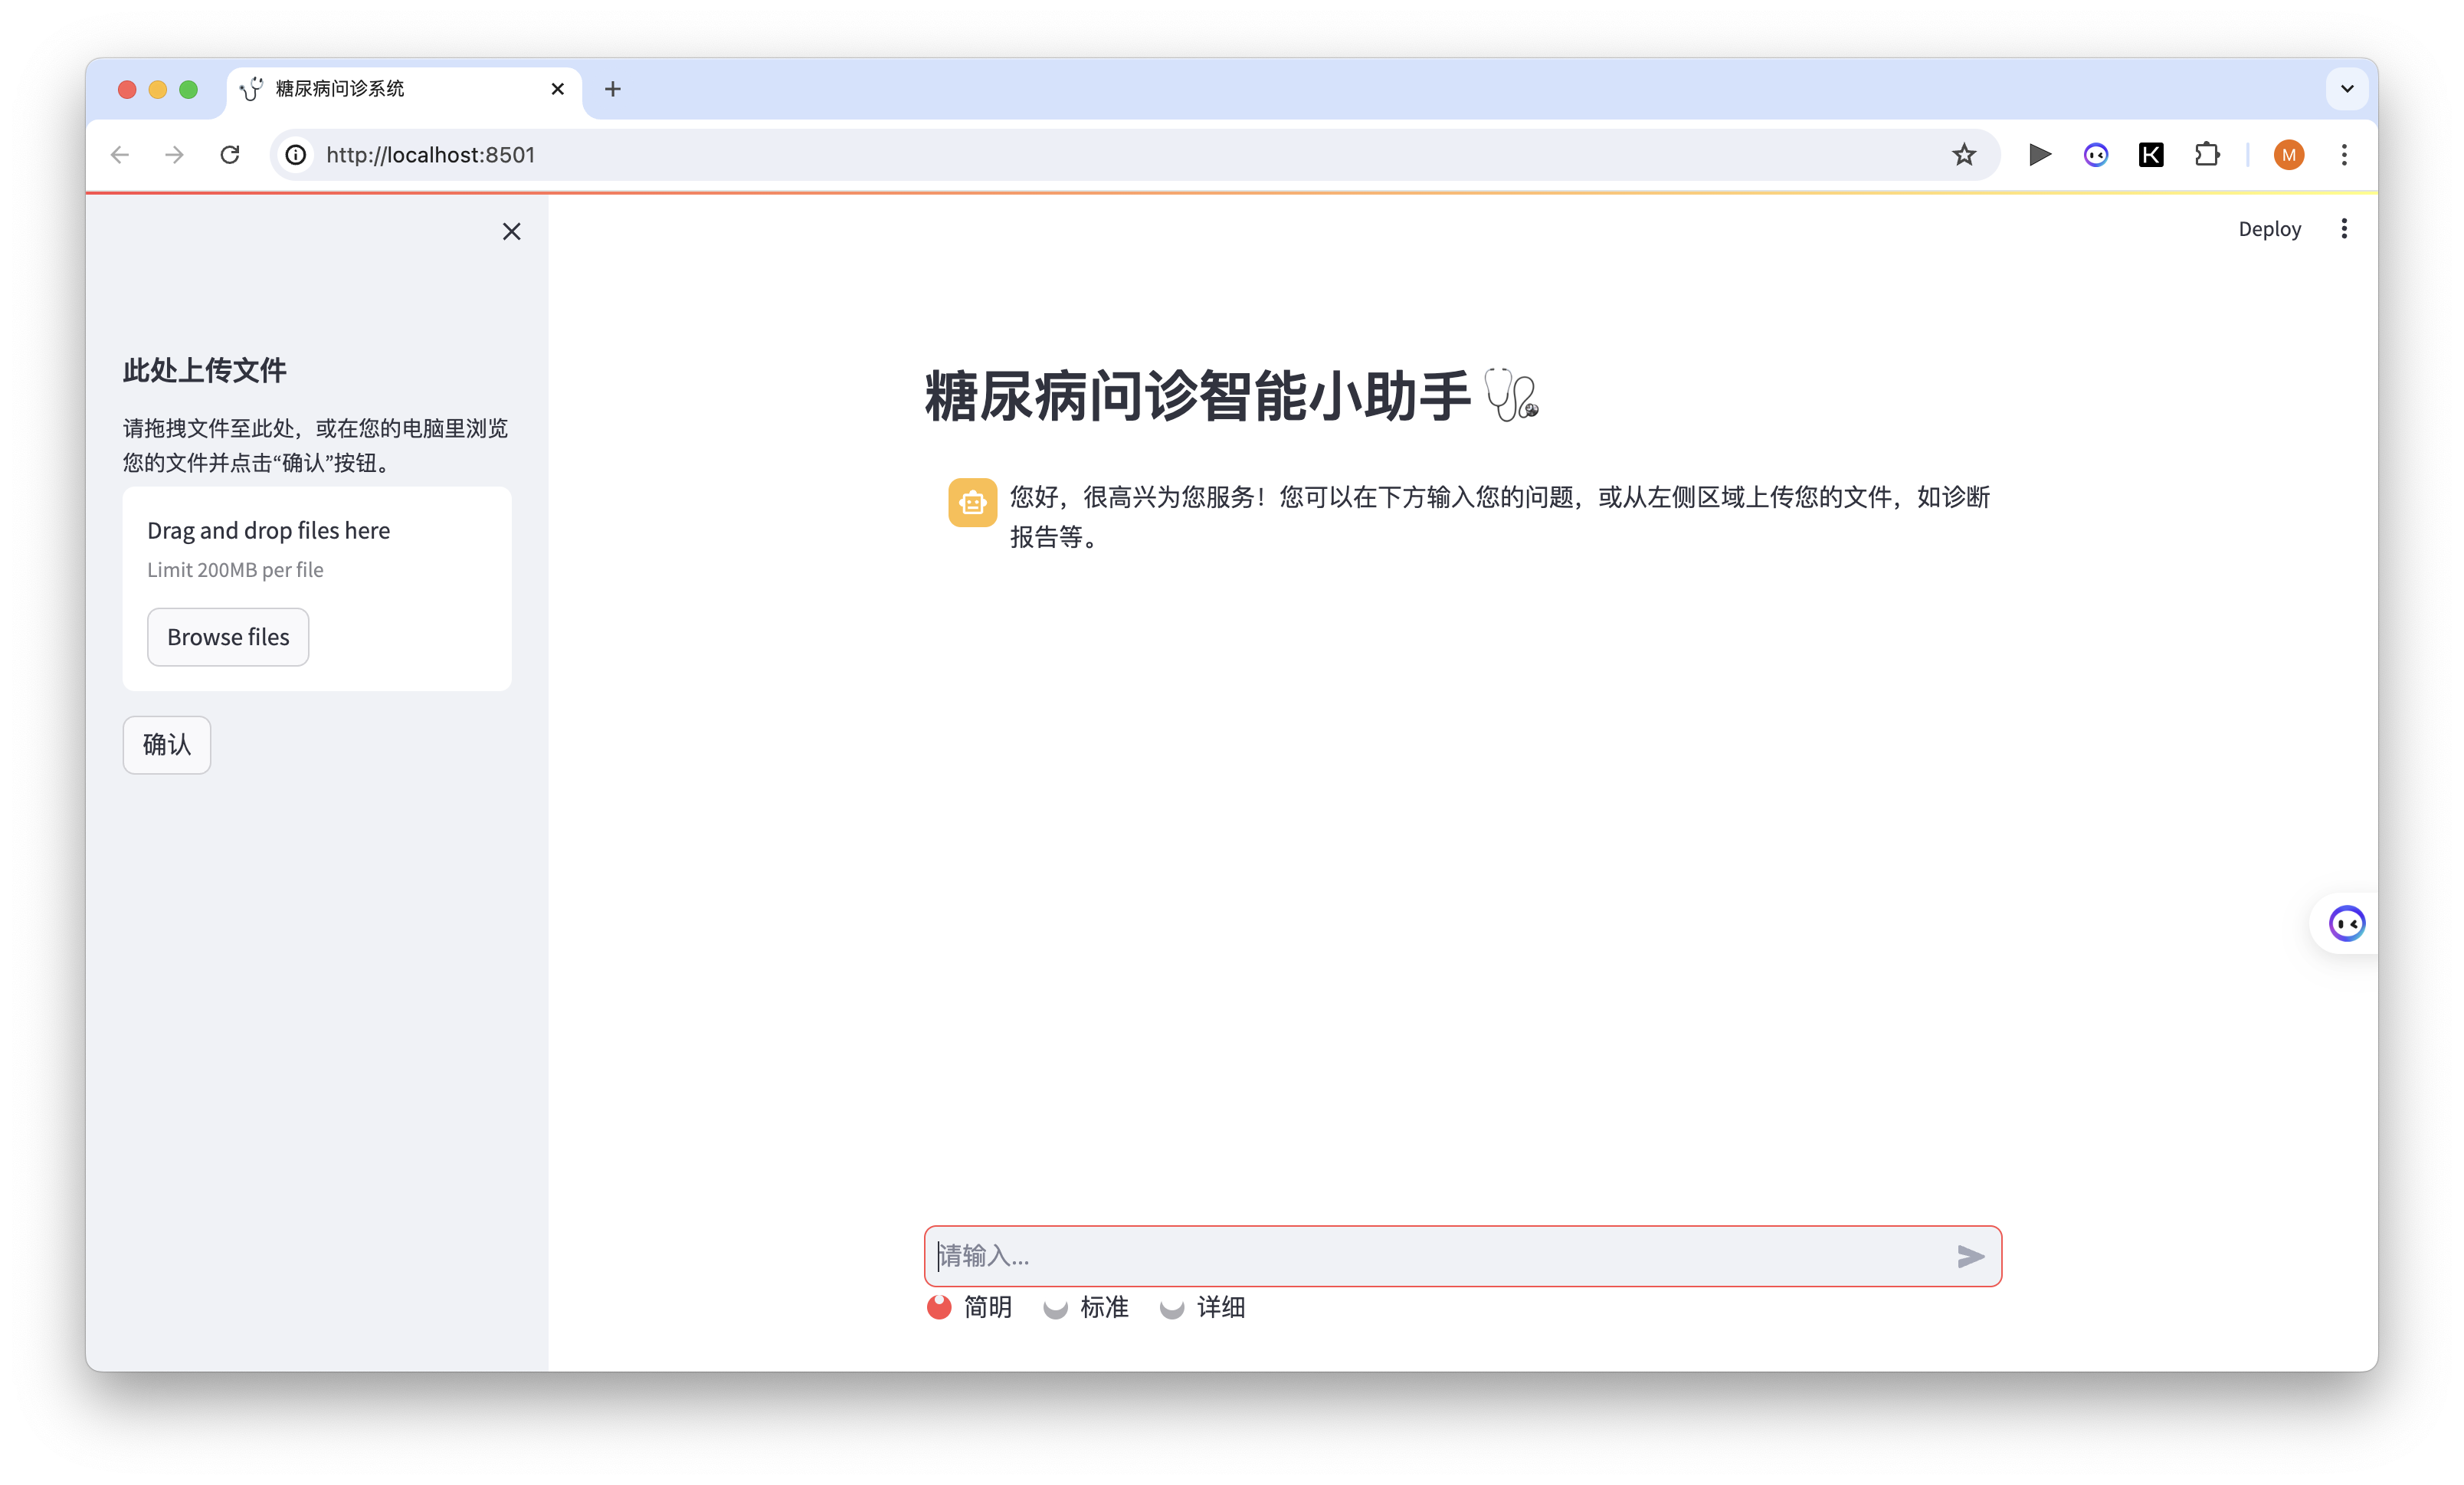 糖尿病问诊系统
http://localhost:8501
M
Deploy
此处上传文件
请拖拽文件至此处，或在您的电脑里浏览
您的文件并点击“确认”按钮。
Drag and drop files here
Limit 200MB per file
Browse files
确认
糖尿病问诊智能小助手
您好，很高兴为您服务！您可以在下方输入您的问题，或从左侧区域上传您的文件，如诊断
报告等。
请输入...
简明 标准 详细